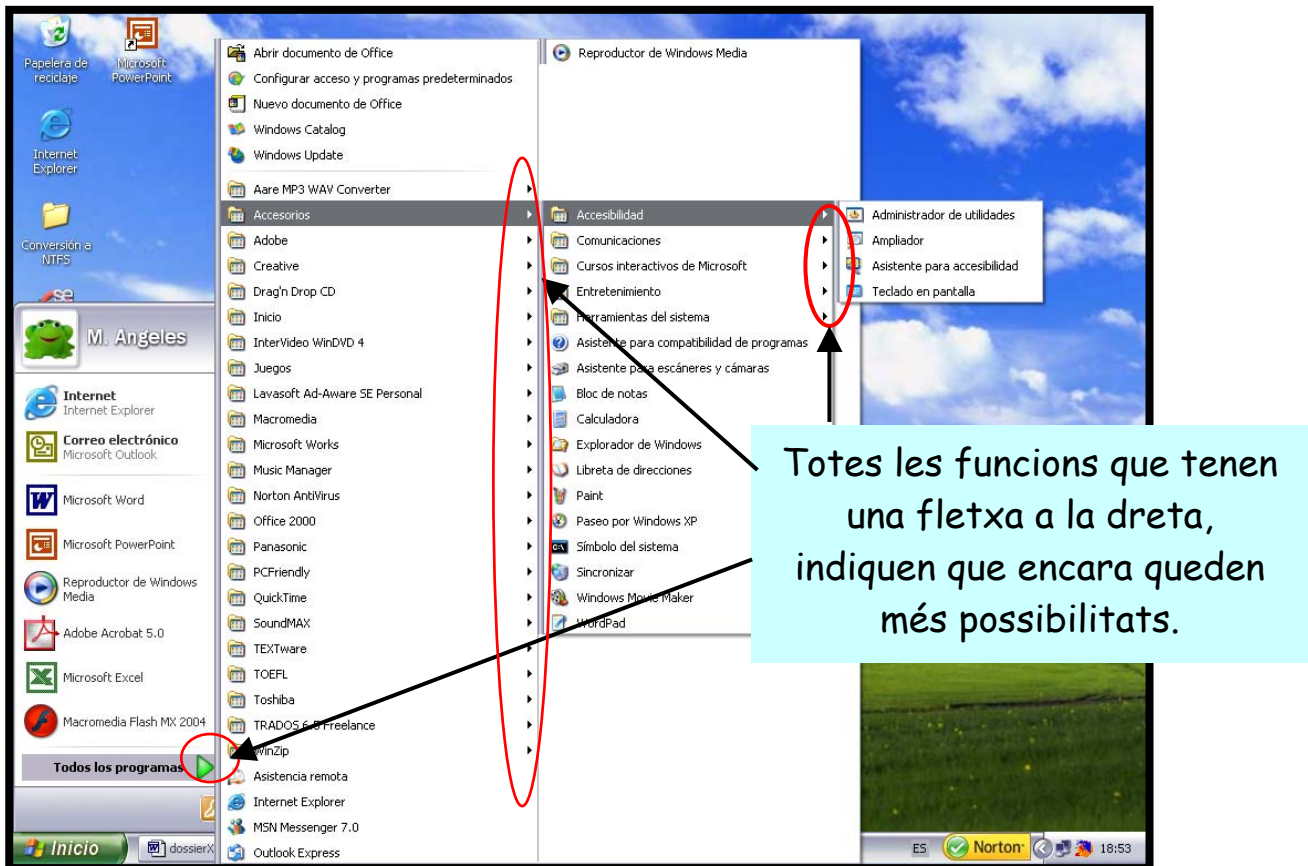 Papelera de
reciclaje
Microsoft
PowerPoint
Internet
Explorer
Conversión a
NTFS
M. Angeles
Internet
Internet Explorer
Correo electrónico
Microsoft Outlook
Microsoft Word
Microsoft PowerPoint
Reproductor de Windows
Media
Adobe Acrobat 5.0
Microsoft Excel
Macromedia Flash MX 2004
Todos los programas
Abrir documento de Office
Configurar acceso y programas predeterminados
Nuevo documento de Office
Windows Catalog
Windows Update
Aare MP3 WAV Converter
Accesorios
Adobe
Creative
Drag'n Drop CD
Inicio
InterVideo WinDVD 4
Juegos
Lavasoft Ad-Aware SE Personal
Macromedia
Microsoft Works
Music Manager
Norton AntiVirus
Office 2000
Panasonic
PCFriendly
QuickTime
SoundMAX
TEXTware
TOEFL
Toshiba
TRADOS 6.5 Freelance
WinZip
Asistencia remota
Internet Explorer
MSN Messenger 7.0
Outlook Express
Reproductor de Windows Media
Accesibilidad
Comunicaciones
Cursos interactivos de Microsoft
Entretenimiento
Herramientas del sistema
Asistente para compatibilidad de programas
Asistente para escáneres y cámaras
Bloc de notas
Calculadora
Explorador de Windows
Libreta de direcciones
Paint
Paseo por Windows XP
Símbolo del sistema
Sincronizar
Windows Movie Maker
WordPad
Administrador de utilidades
Ampliador
Asistente para accesibilidad
Teclado en pantalla
Totes les funcions que tenen
una fletxa a la dreta,
indiquen que encara queden
més possibilitats.
Inicio
dossierX
ES
Norton
18:53